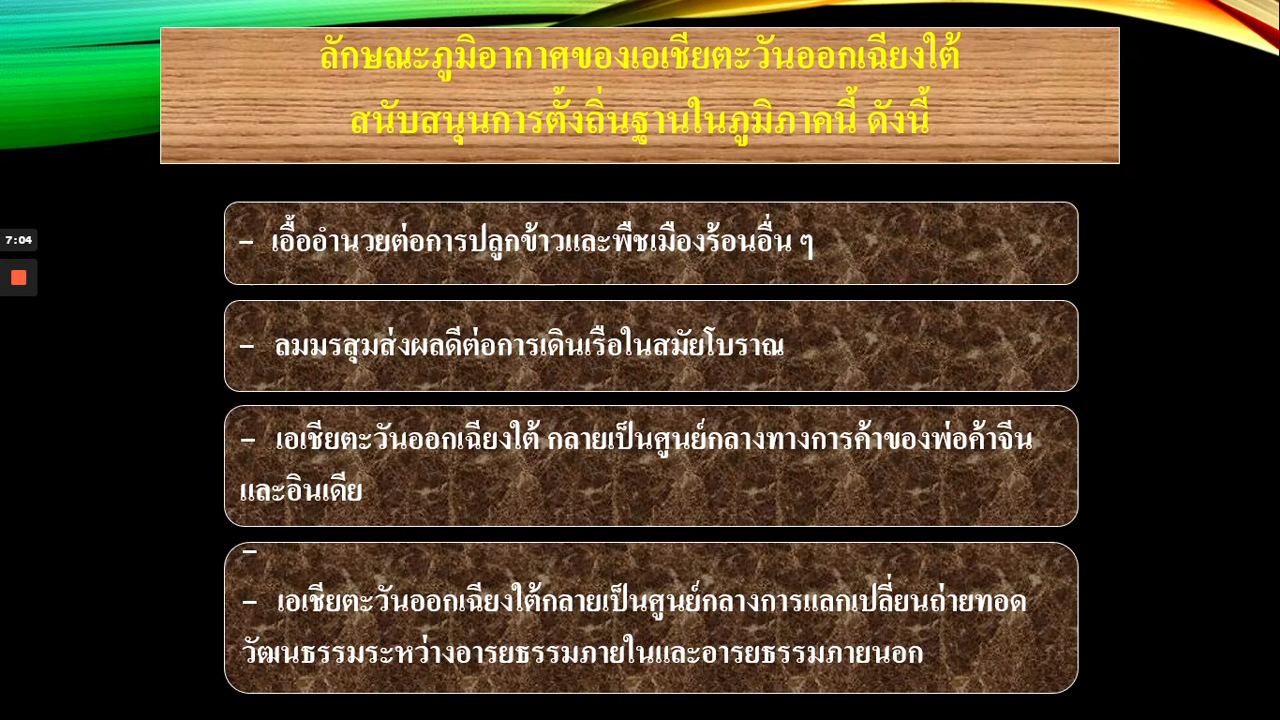 ลักษณะภูมิอากาศของเอเชียตะวันออกเฉียงใต้
สนับสนุนการตั้งถิ่นฐานในภูมิภาคนี้ ดังนี้
7:04
- เอื้ออำนวยต่อการปลูกข้าวและพืชเมืองร้อนอื่น ๆ
- ลมมรสุมส่งผลดีต่อการเดินเรือในสมัยโบราณ
- เอเชียตะวันออกเฉียงใต้ กลายเป็นศูนย์กลางทางการค้าของพ่อค้าจีน
และอินเดีย
-
- เอเชียตะวันออกเฉียงใต้กลายเป็นศูนย์กลางการแลกเปลี่ยนถ่ายทอด
วัฒนธรรมระหว่างอารยธรรมภายในและอารยธรรมภายนอก